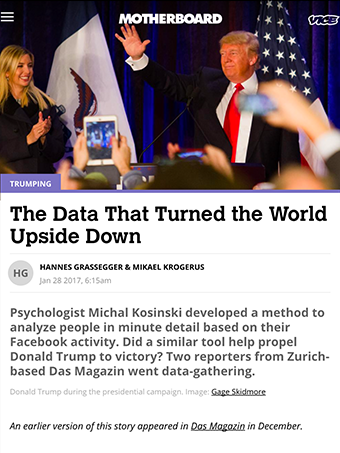 MOTHERBOARD
VICE
TRUMPING
The Data That Turned the World
Upside Down
HG
HANNES GRASSEGGER & MIKAEL KROGERUS
Jan 28 2017, 6:15am
Psychologist Michal Kosinski developed a method to
analyze people in minute detail based on their
Facebook activity. Did a similar tool help propel
Donald Trump to victory? Two reporters from Zurich-
based Das Magazin went data-gathering.
Donald Trump during the presidential campaign. Image: Gage Skidmore
An earlier version of this story appeared in Das Magazin in December.